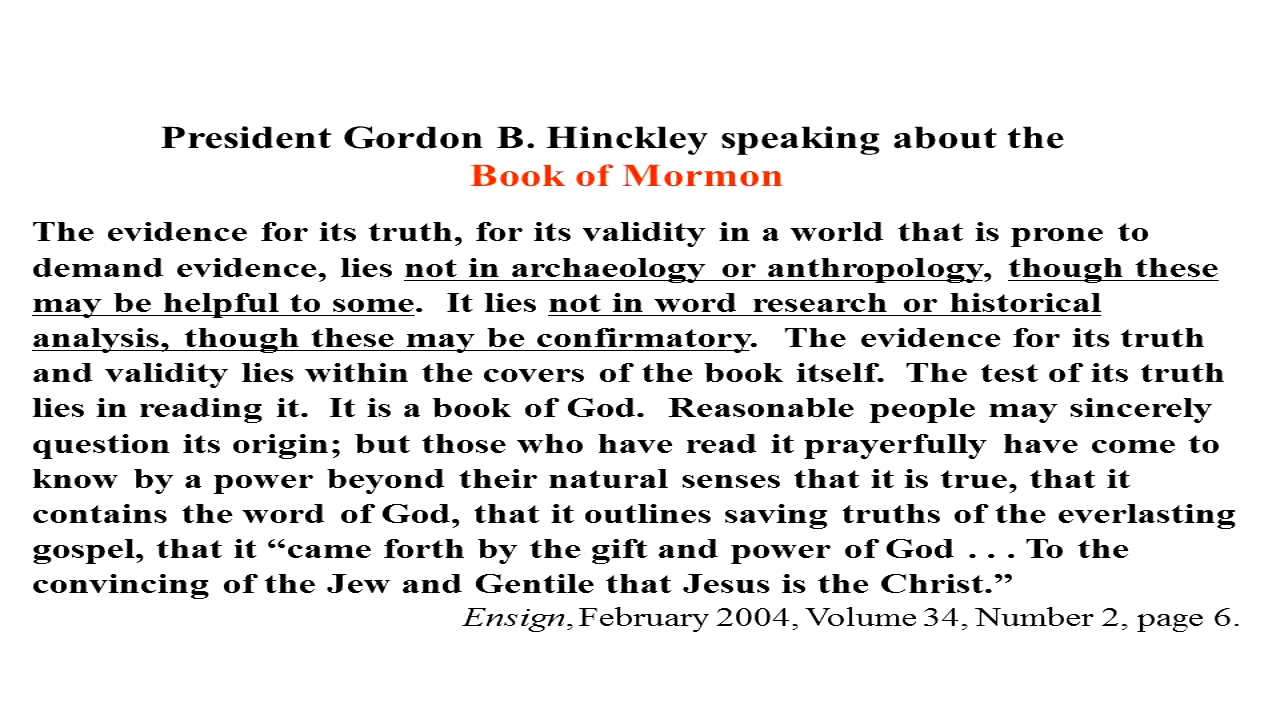 President Gordon B. Hinckley speaking about the
Book of Mormon
The evidence for its truth, for its validity in a world that is prone to
demand evidence, lies not in archaeology or anthropology, though these
may be helpful to some. It lies not in word research or historical
analysis, though these may be confirmatory. The evidence for its truth
and validity lies within the covers of the book itself. The test of its truth
lies in reading it. It is a book of God. Reasonable people may sincerely
question its origin; but those who have read it prayerfully have come to
know by a power beyond their natural senses that it is true, that it
contains the word of God, that it outlines saving truths of the everlasting
gospel, that it “came forth by the gift and power of God . . . To the
convincing of the Jew and Gentile that Jesus is the Christ.”
Ensign, February 2004, Volume 34, Number 2, page 6.